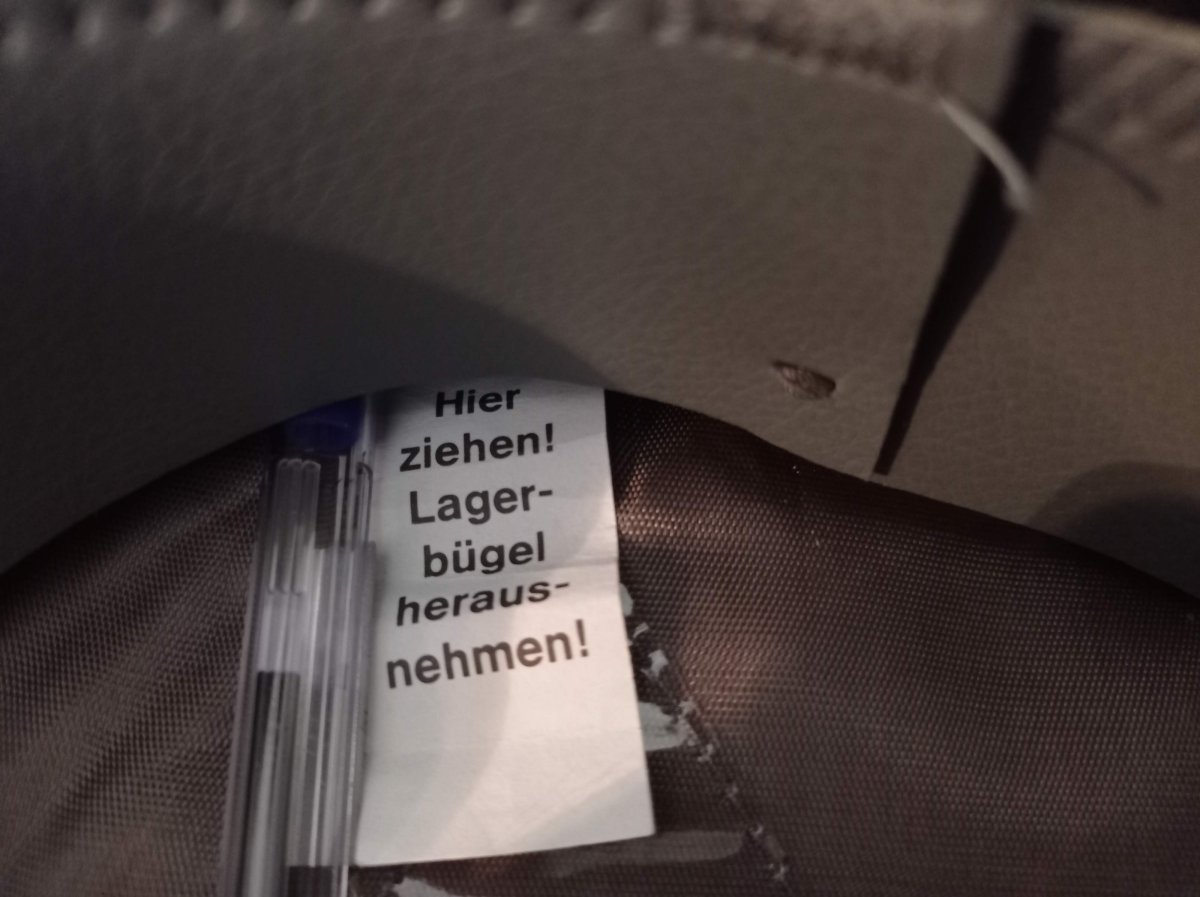 Hier
ziehen!
Lager-
bügel
heraus-
nehmen!